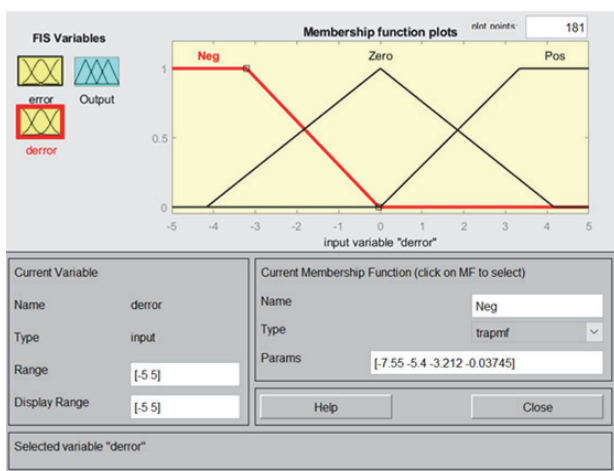 FIS Variables
Membership function plots
plot points:
181
error
Output
derror
Neg
Zero
Pos
1
0.5
0
-5 -4 -3 -2 -1 0 1 2 3 4 5
input variable "derror"
Current Variable
Name derror
Type input
Range [-5 5]
Display Range [-5 5]
Current Membership Function (click on MF to select)
Name Neg
Type trapmf
Params [-7.55 -5.4 -3.212 -0.03745]
Help
Close
Selected variable "derror"